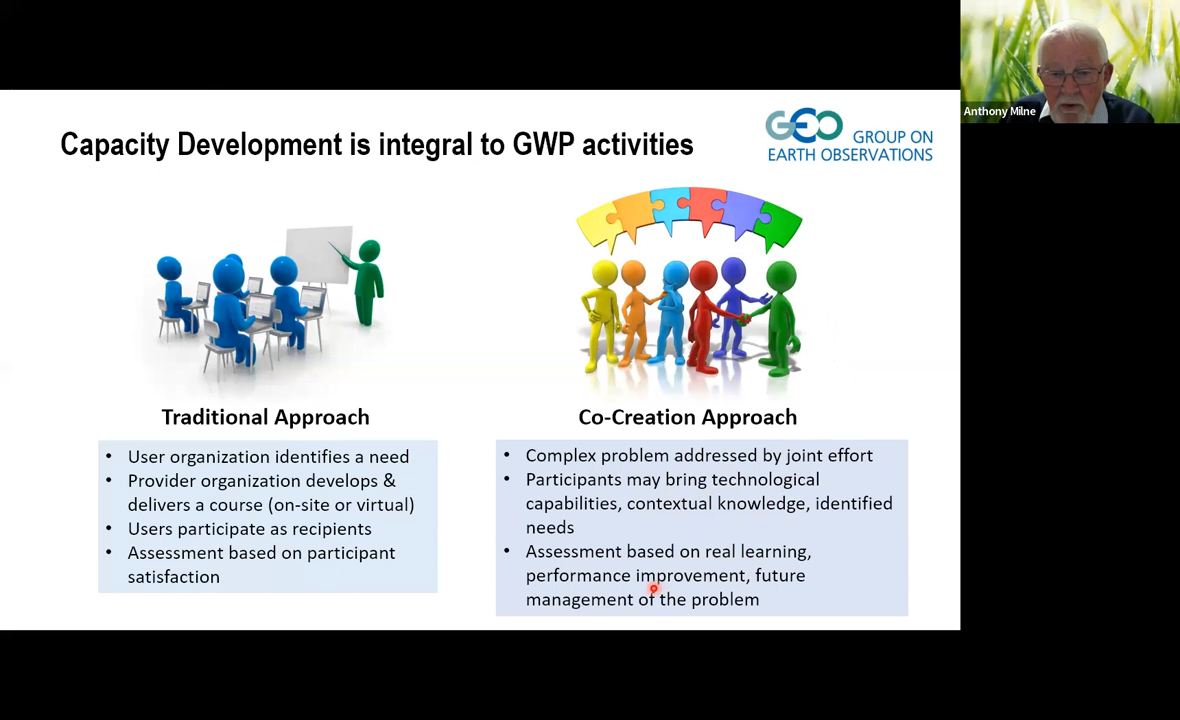 Capacity Development is integral to GWP activities
GEO GROUP ON
EARTH OBSERVATIONS
Anthony Milne
Traditional Approach
• User organization identifies a need
• Provider organization develops &
delivers a course (on-site or virtual)
• Users participate as recipients
• Assessment based on participant
satisfaction
Co-Creation Approach
• Complex problem addressed by joint effort
• Participants may bring technological
capabilities, contextual knowledge, identified
needs
• Assessment based on real learning,
performance improvement, future
management of the problem